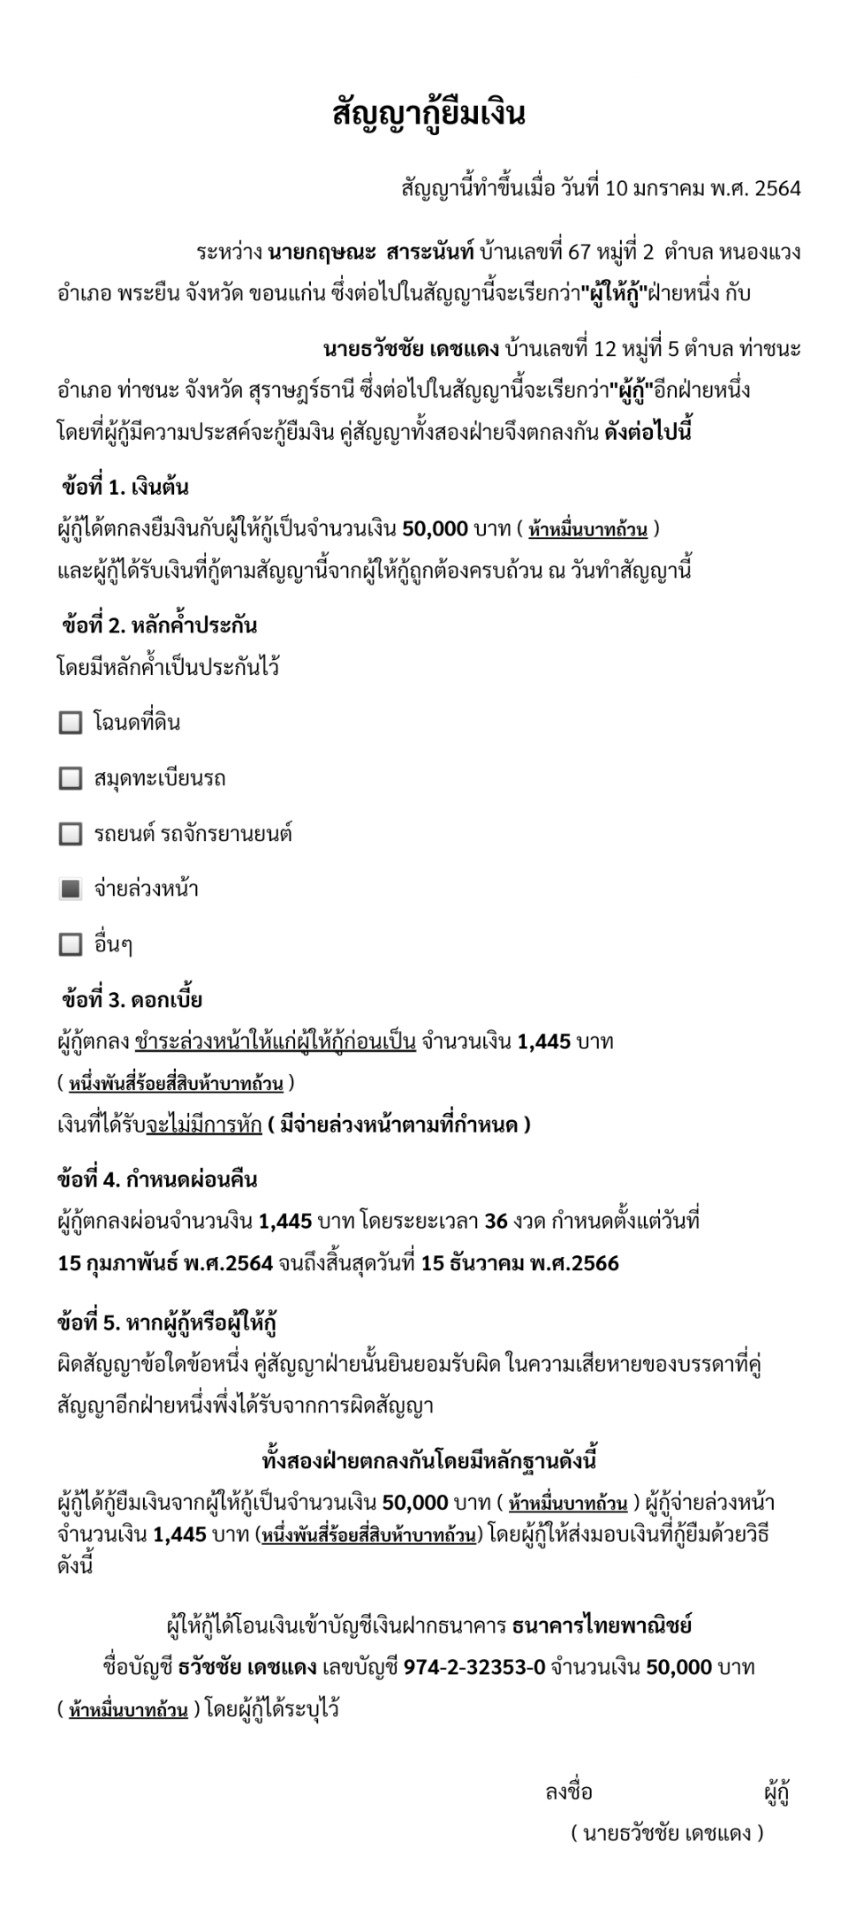 สัญญากู้ยืมเงิน
สัญญานี้ทำขึ้นเมื่อ วันที่ 10 มกราคม พ.ศ. 2564
ระหว่าง นายกฤษณะ สาระนันท์ บ้านเลขที่ 67 หมู่ที่ 2 ตำบล หนองแวง
อำเภอ พระยืน จังหวัด ขอนแก่น ซึ่งต่อไปในสัญญานี้จะเรียกว่า"ผู้ให้กู้"ฝ่ายหนึ่ง กับ
นายธวัชชัย เดชแดง บ้านเลขที่ 12 หมู่ที่ 5 ตำบล ท่าชนะ
อำเภอ ท่าชนะ จังหวัด สุราษฎร์ธานี ซึ่งต่อไปในสัญญานี้จะเรียกว่า"ผู้กู้"อีกฝ่ายหนึ่ง
โดยที่ผู้กู้มีความประสค์จะกู้ยืมงิน คู่สัญญาทั้งสองฝ่ายจึงตกลงกัน ดังต่อไปนี้
ข้อที่ 1. เงินต้น
ผู้กู้ได้ตกลงยืมงินกับผู้ให้กู้เป็นจำนวนเงิน 50,000 บาท ( ห้าหมื่นบาทถ้วน )
และผู้กู้ได้รับเงินที่กู้ตามสัญญานี้จากผู้ให้กู้ถูกต้องครบถ้วน ณ วันทำสัญญานี้
ข้อที่ 2. หลักค้ำประกัน
โดยมีหลักค้ำเป็นประกันไว้
โฉนดที่ดิน
สมุดทะเบียนรถ
รถยนต์ รถจักรยานยนต์
จ่ายล่วงหน้า
อื่นๆ
ข้อที่ 3. ดอกเบี้ย
ผู้กู้ตกลง ชำระล่วงหน้าให้แก่ผู้ให้กู้ก่อนเป็น จำนวนเงิน 1,445 บาท
( หนึ่งพันสี่ร้อยสี่สิบห้าบาทถ้วน )
เงินที่ได้รับจะไม่มีการหัก ( มีจ่ายล่วงหน้าตามที่กำหนด )
ข้อที่ 4. กำหนดผ่อนคืน
ผู้กู้ตกลงผ่อนจำนวนงิน 1,445 บาท โดยระยะเวลา 36 งวด กำหนดตั้งแต่วันที่
15 กุมภาพันธ์ พ.ศ.2564 จนถึงสิ้นสุดวันที่ 15 ธันวาคม พ.ศ.2566
ข้อที่ 5. หากผู้กู้หรือผู้ให้กู้
ผิดสัญญาข้อใดข้อหนึ่ง คู่สัญญาฝ่ายนั้นยินยอมรับผิด ในความเสียหายของบรรดาที่คู่
สัญญาอีกฝ่ายหนึ่งพึ่งได้รับจากการผิดสัญญา
ทั้งสองฝ่ายตกลงกันโดยมีหลักฐานดังนี้
ผู้กู้ได้กู้ยืมเงินจากผู้ให้กู้เป็นจำนวนเงิน 50,000 บาท ( ห้าหมื่นบาทถ้วน ) ผู้กู้จ่ายล่วงหน้า
จำนวนเงิน 1,445 บาท (หนึ่งพันสี่ร้อยสี่สิบห้าบาทถ้วน) โดยผู้กู้ให้ส่งมอบเงินที่กู้ยืมด้วยวิธี
ดังนี้
ผู้ให้กู้ได้โอนเงินเข้าบัญชีเงินฝากธนาคาร ธนาคารไทยพาณิชย์
ชื่อบัญชี ธวัชชัย เดชแดง เลขบัญชี 974-2-32353-0 จำนวนเงิน 50,000 บาท
( ห้าหมื่นบาทถ้วน ) โดยผู้กู้ได้ระบุไว้
ลงชื่อ ผู้กู้
( นายธวัชชัย เดชแดง )